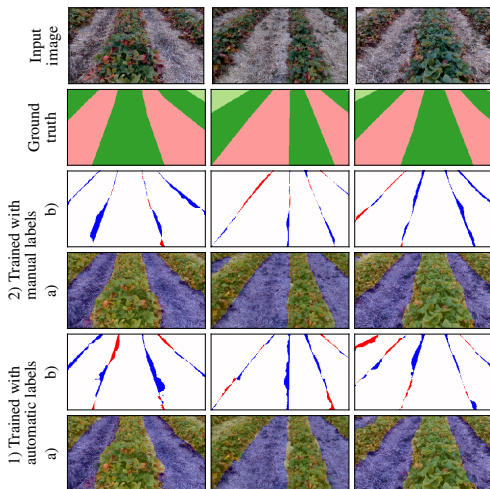 Input
image
Ground
truth
2) Trained with
manual labels
b)
a)
1) Trained with
automatic labels
b)
a)